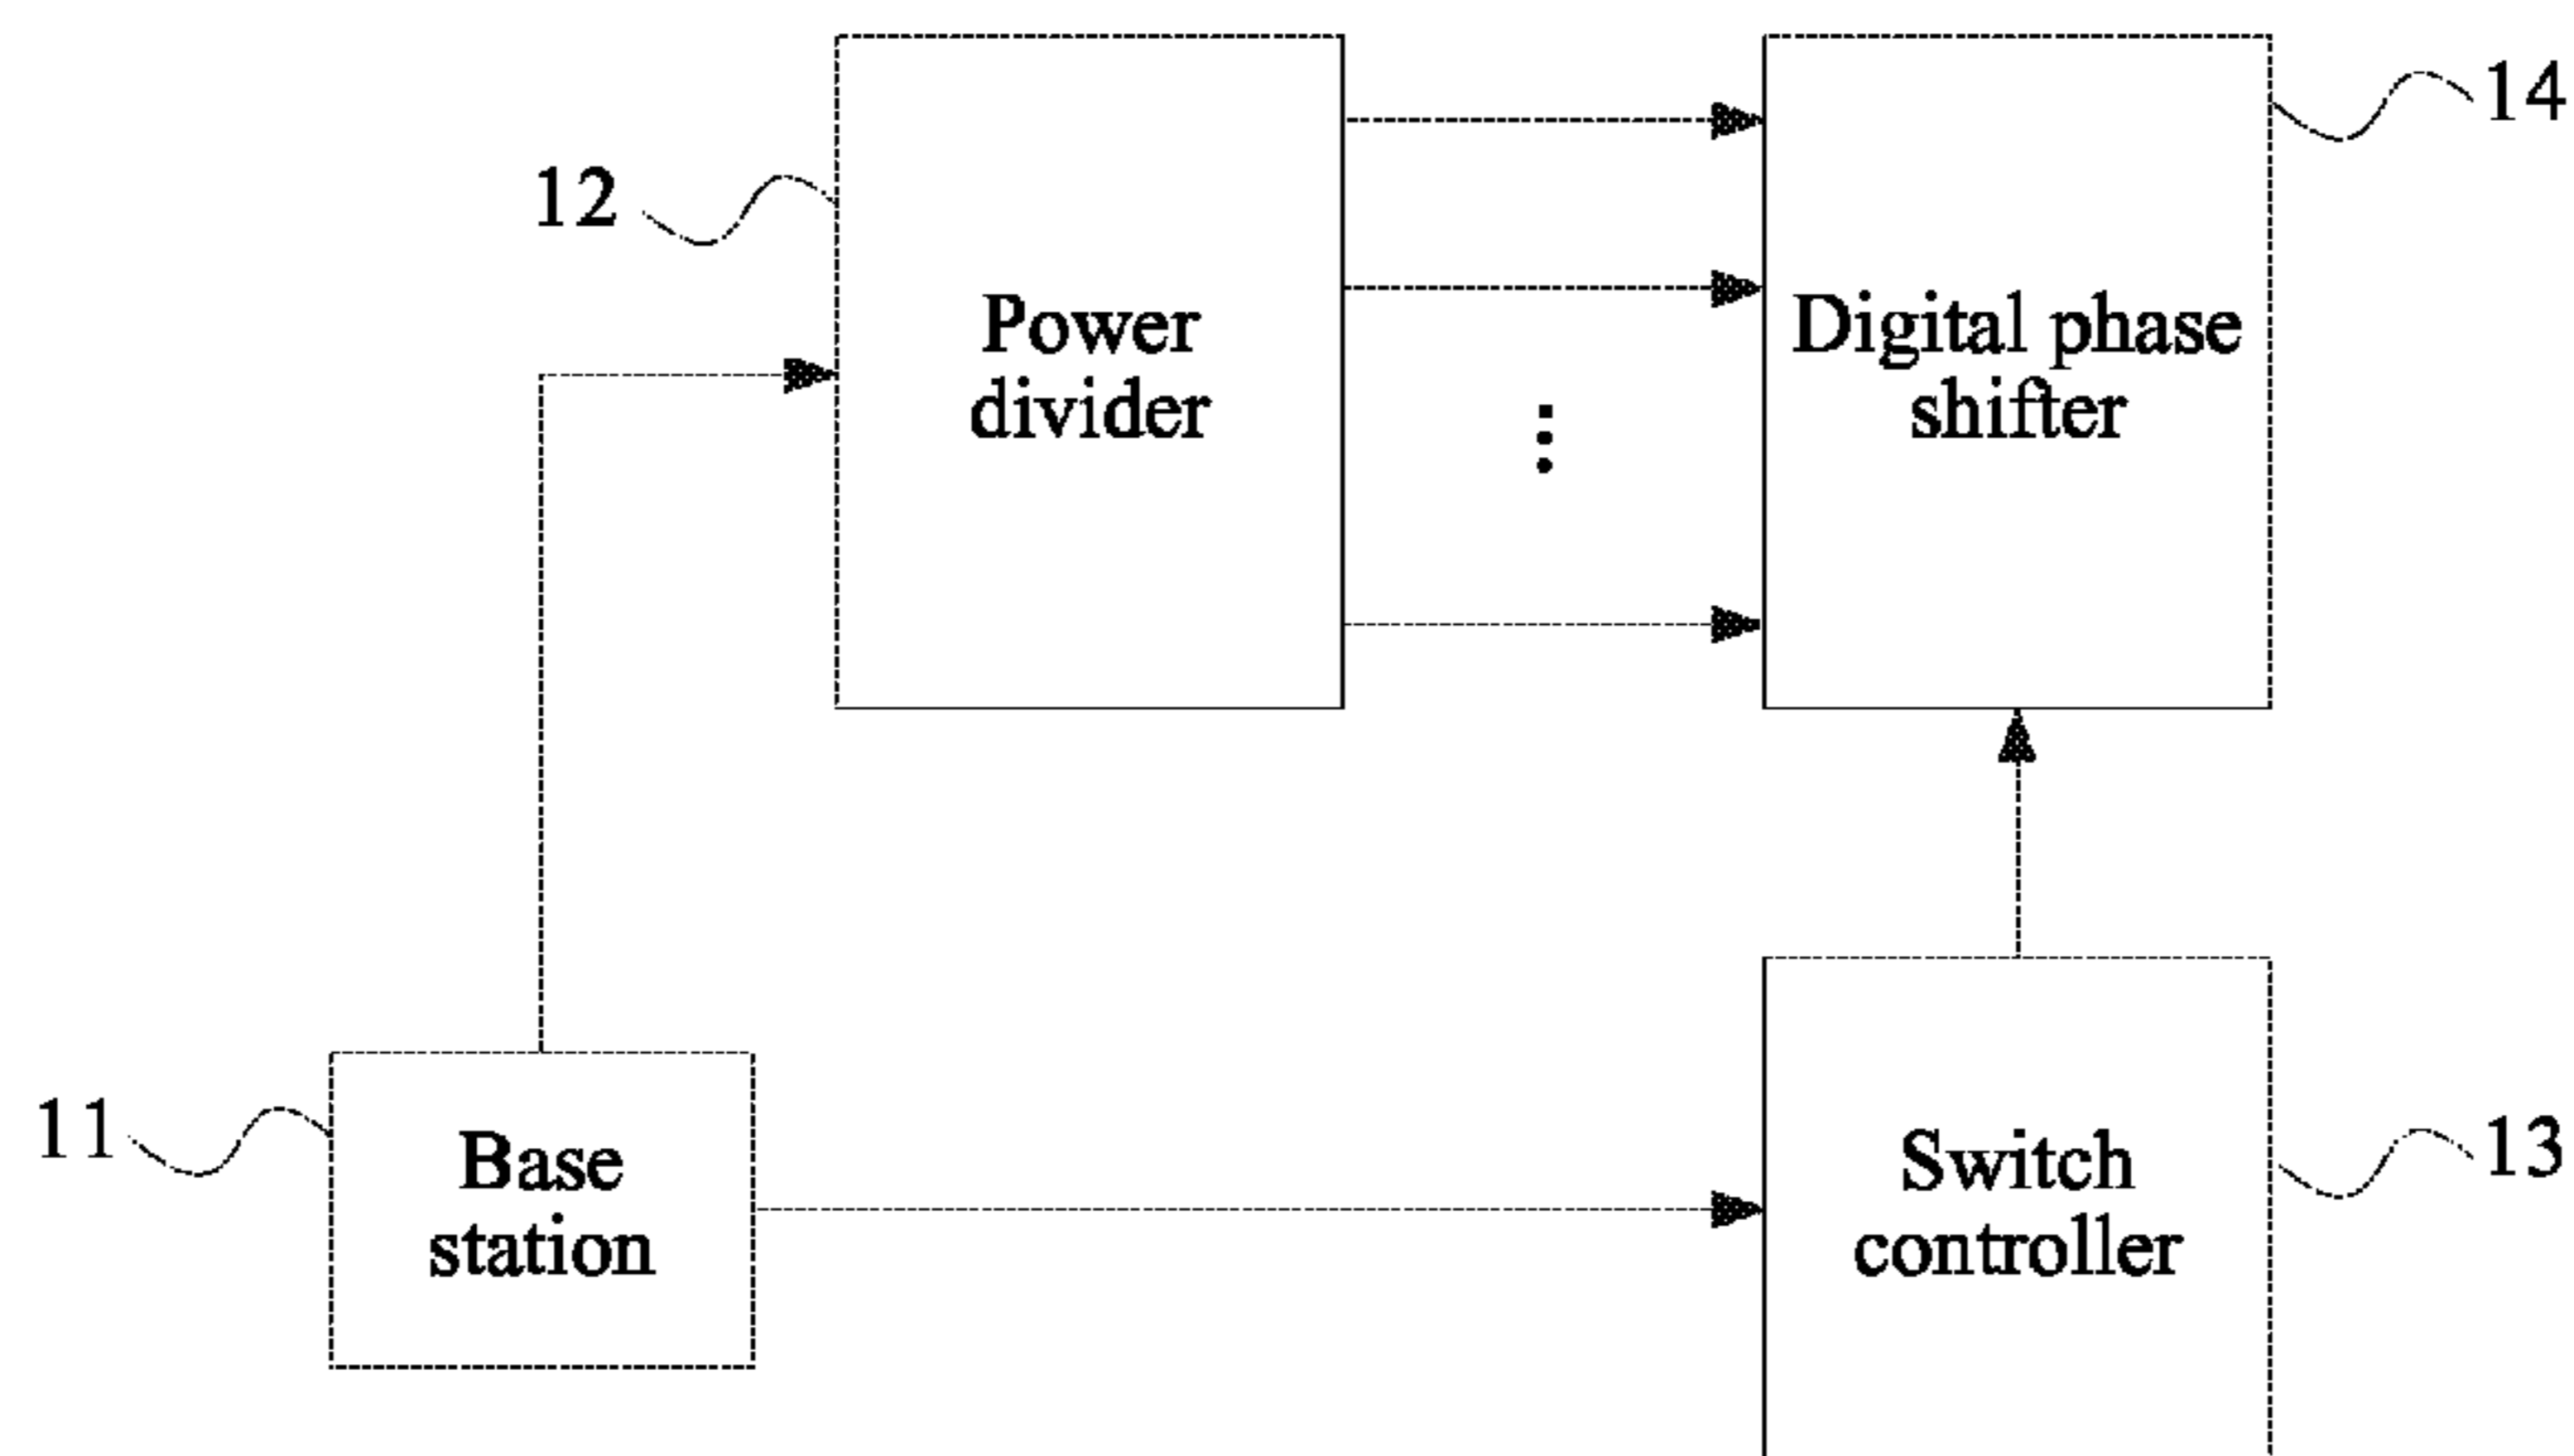 14
12
Power
divider
Digital phase
shifter
11
Base
station
Switch
controller
13